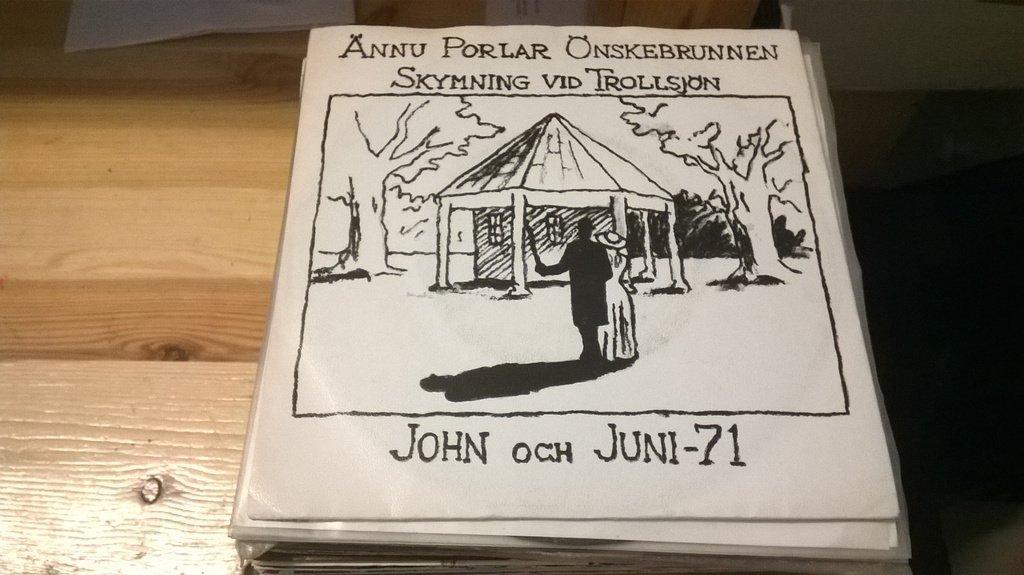 ÄNNU PORLAR ÖNSKEBRUNNEN
SKYMNING VID TROLLSJÖN
JOHN OCH JUNI-71